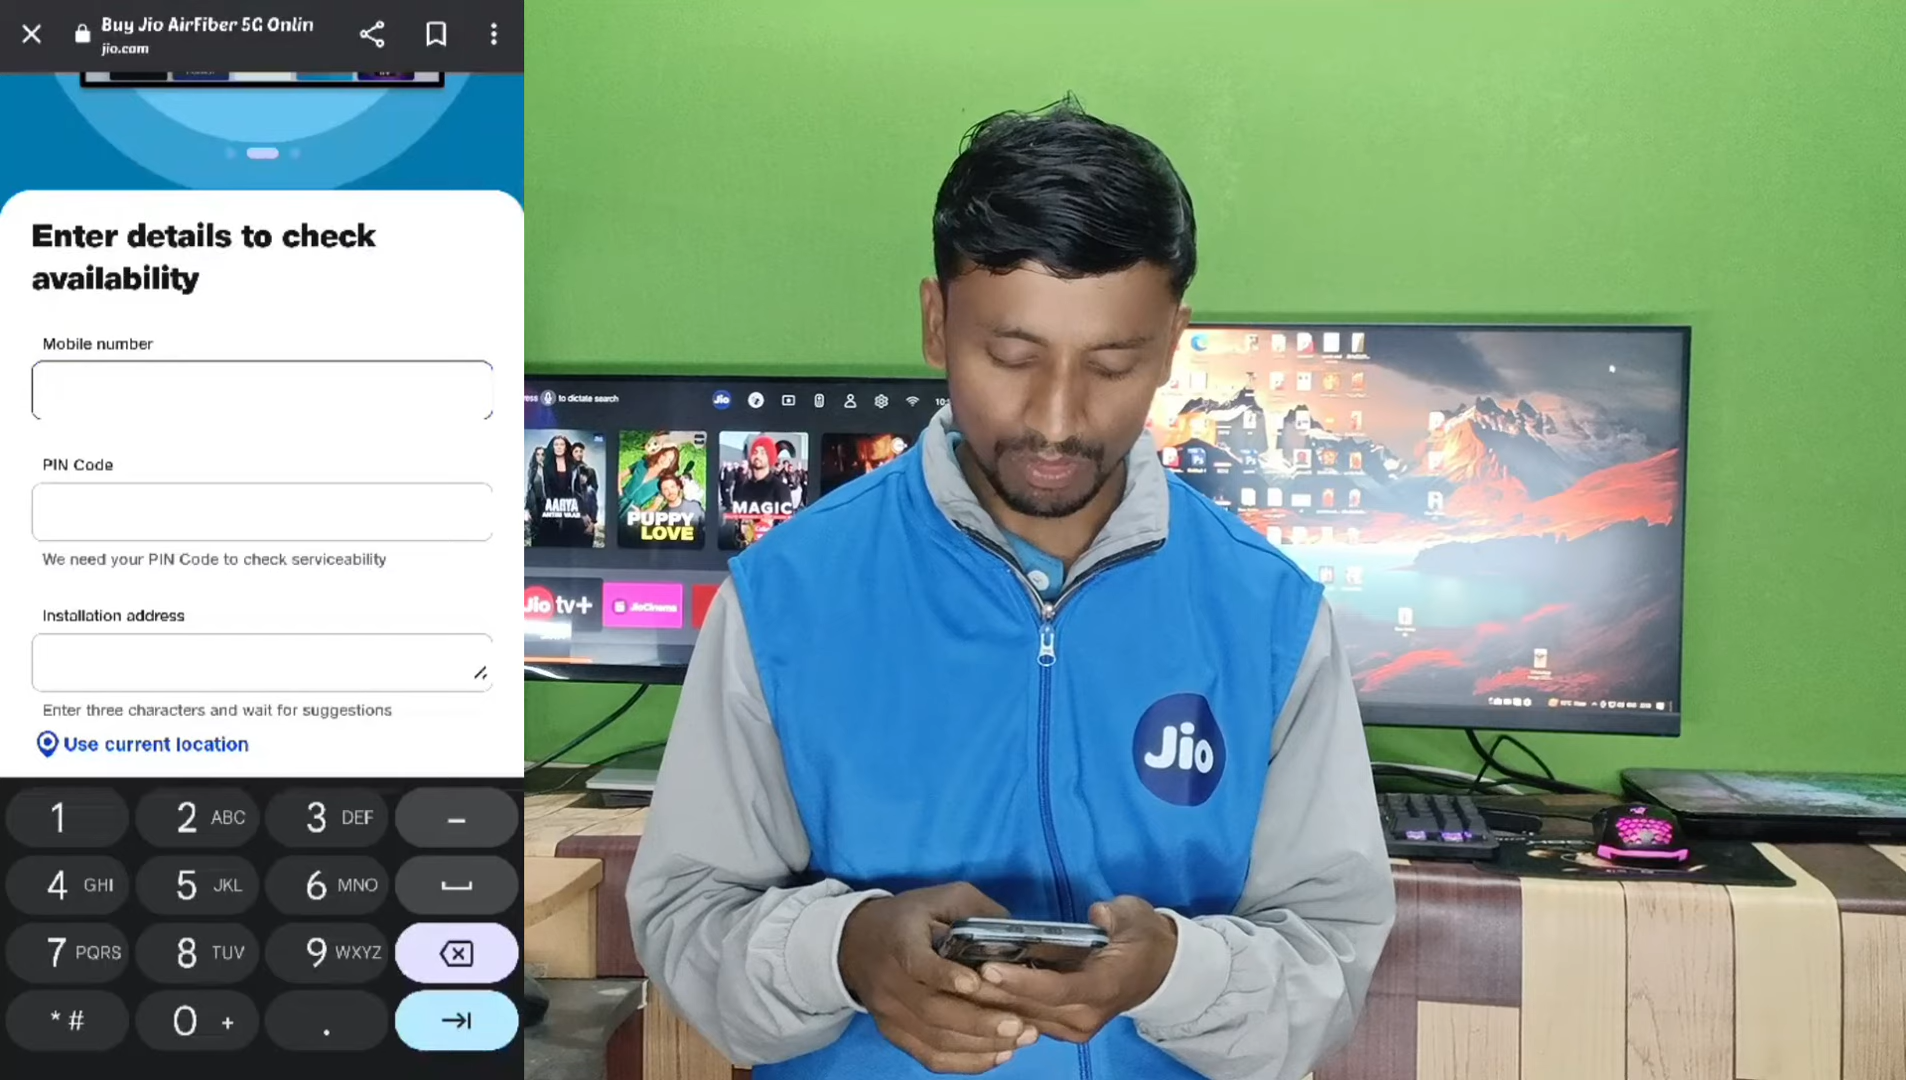 Buy Jio AirFiber 5G Onlin
jio.com
Enter details to check
availability
Mobile number
PIN Code
We need your PIN Code to check serviceability
Installation address
Enter three characters and wait for suggestions
Use current location
1
2 ABC
3 DEF
4 GHI
5 JKL
6 MNO
7 PQRS
8 TUV
9 WXYZ
* #
0 +
.
to dictate search
Jio
AARYA
ANTIM VAAR
PUPPY
LOVE
MAGIC
Jio tv+
JioCinema
Jio